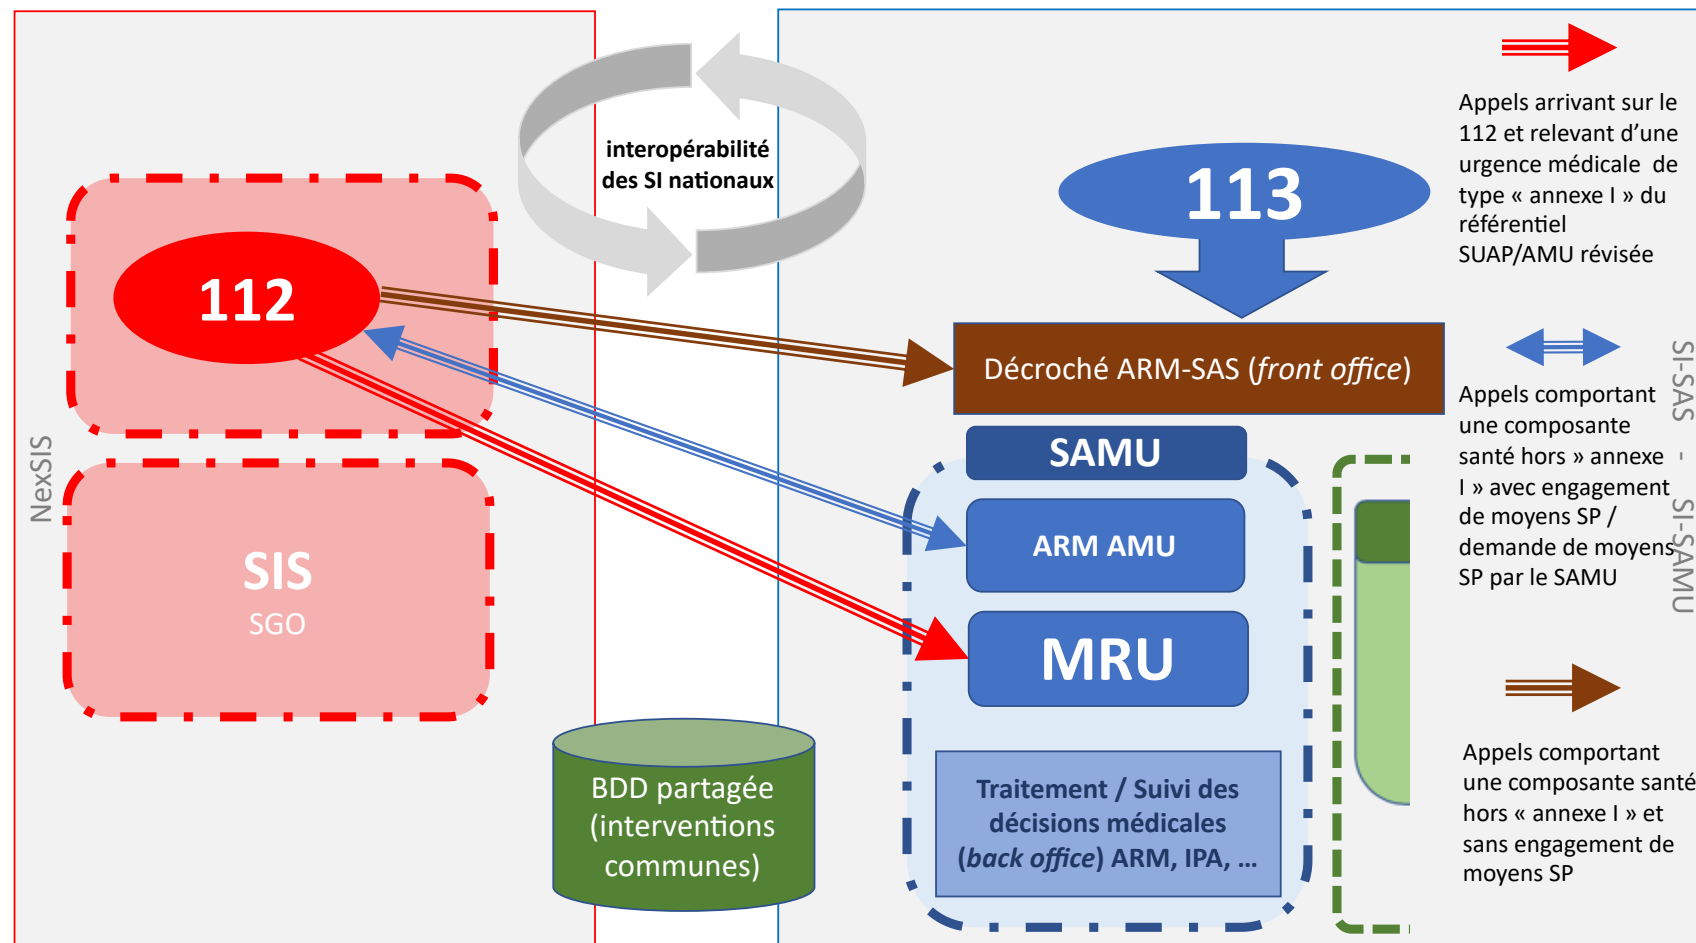 interopérabilité
des SI nationaux
112
NexSIS
SIS
SGO
BDD partagée
(interventions
communes)
113
Décroché ARM-SAS (front office)
SAMU
ARM AMU
MRU
Traitement / Suivi des
décisions médicales
(back office) ARM, IPA, ...
Appels arrivant sur le
112 et relevant d’une
urgence médicale de
type « annexe I » du
référentiel
SUAP/AMU révisée
Appels comportant
une composante
santé hors » annexe
I » avec engagement
de moyens SP /
demande de moyens
SP par le SAMU
Appels comportant
une composante santé
hors « annexe I » et
sans engagement de
moyens SP
SI-SAS - SI-SAMU